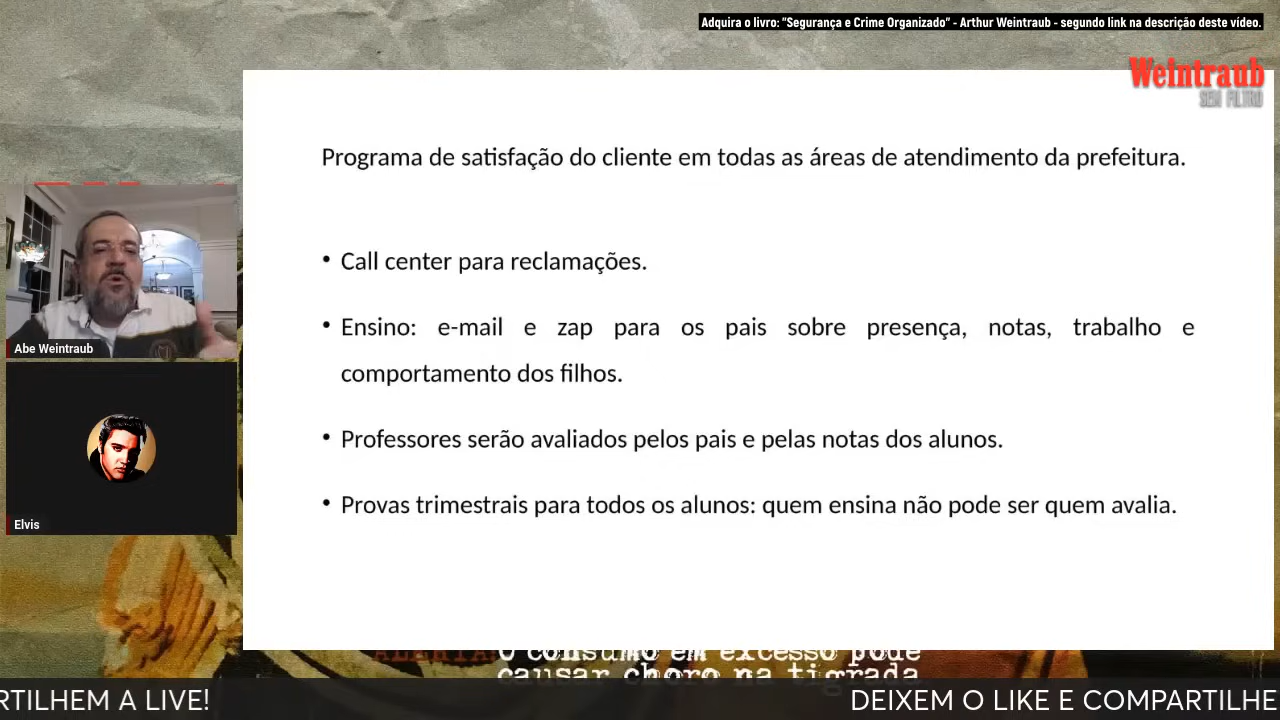 Adquira o livro: "Segurança e Crime Organizado" - Arthur Weintraub - segundo link na descrição deste vídeo.
Weintraub
SEM FILTRO
Programa de satisfação do cliente em todas as áreas de atendimento da prefeitura.
• Call center para reclamações.
• Ensino: e-mail e zap para os pais sobre presença, notas, trabalho e
comportamento dos filhos.
• Professores serão avaliados pelos pais e pelas notas dos alunos.
• Provas trimestrais para todos os alunos: quem ensina não pode ser quem avalia.
Abe Weintraub
Elvis
ALERTA: O consumo em excesso pode
causar choro na tigrada
RTILHEM A LIVE! DEIXEM O LIKE E COMPARTILHE